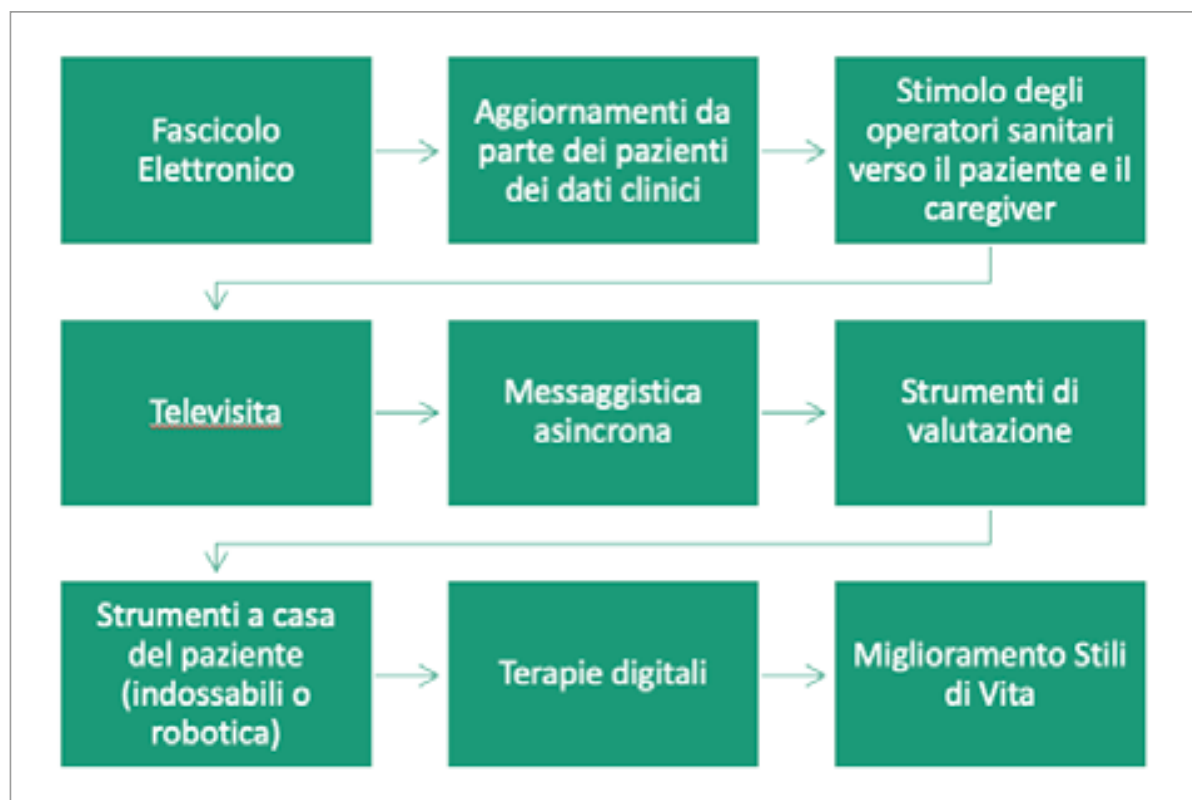 Fascicolo
Elettronico
Aggiornamenti da
parte dei pazienti
dei dati clinici
Stimolo degli
operatori sanitari
verso il paziente e il
caregiver
Televisita
Messaggistica
asincrona
Strumenti di
valutazione
Strumenti a casa
del paziente
(indossabili o
robotica)
Terapie digitali
Miglioramento Stili
di Vita